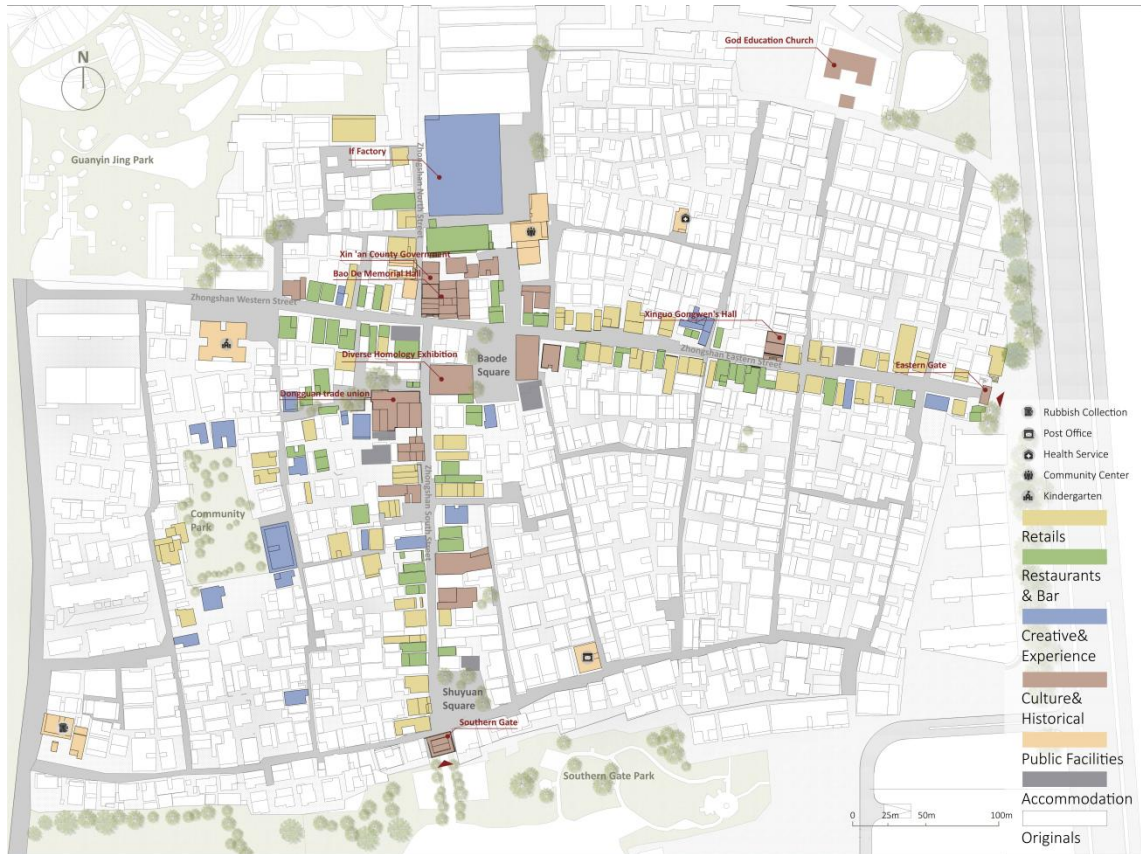 God Education Church
N
Guanyin Jing Park
If Factory
Zhongshan North Street
Xin 'an County Government
Bao De Memorial Hall
Zhongshan Western Street
Xinguo Gongwen's Hall
Diverse Homology Exhibition
Baode
Square
Zhongshan Eastern Street
Eastern Gate
Dongguan trade union
Rubbish Collection
Post Office
Health Service
Community Center
Kindergarten
Zhongshan South Street
Community
Park
Retails
Restaurants
& Bar
Creative&
Experience
Culture&
Historical
Shuyuan
Square
Southern Gate
Public Facilities
Southern Gate Park
Accommodation
0 25m 50m 100m
Originals